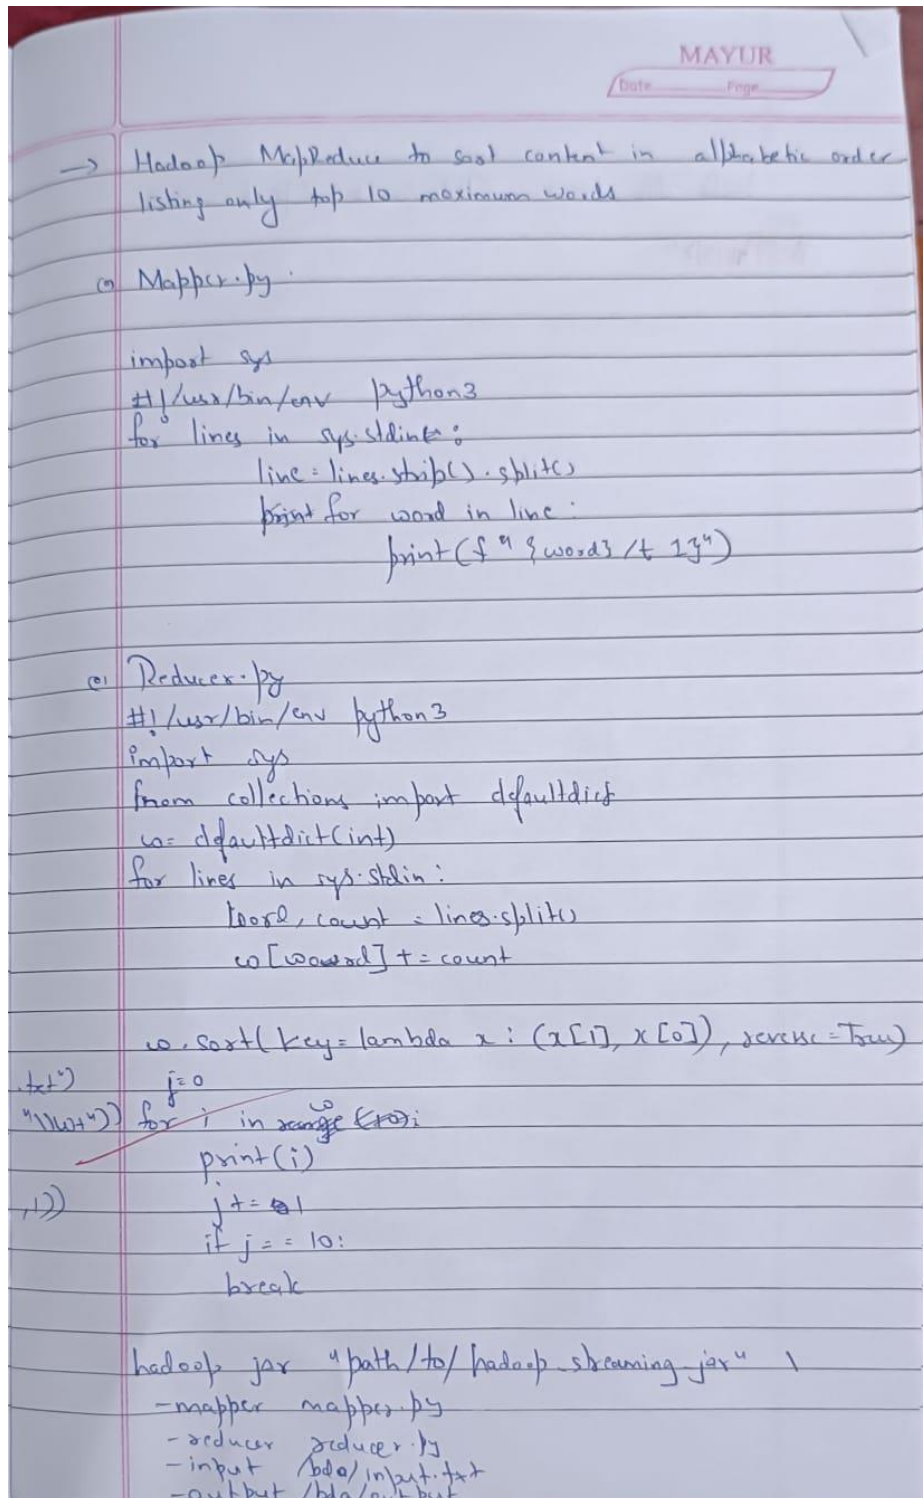 MAYUR
Date Page
→ Hadoop MapReduce to sort content in alphabetic order
listing only top 10 maximum words
Mapper.py
import sys
#!/usr/bin/env python3
for lines in sys.stdin:
line = lines.strip().split()
for word in line:
print(f"{word} /t 1}")
Reducer.py
#!/usr/bin/env python3
import sys
from collections import defaultdict
w= defaultdict(int)
for lines in sys.stdin:
word, count = lines.split()
w[word] += count
w.sort(key=lambda x: (x[1], x[0]), reverse=True)
.txt")
j=0
"\\w+"))
for i in w:
print(i)
,1))
j+=1
if j==10:
break
hadoop jar "path/to/hadoop-streaming-jar" \
-mapper mapper.py
-reducer reducer.py
-input /bda/input.txt
-output /bda/output